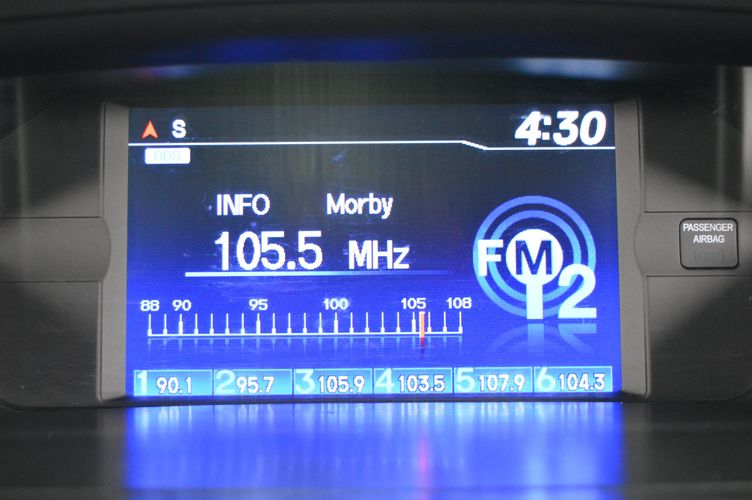 S 4:30
RDS
INFO Morby
105.5 MHz
FM 2
88 90 95 100 105 108
1 90.1 2 95.7 3 105.9 4 103.5 5 107.9 6 104.3
PASSENGER
AIRBAG